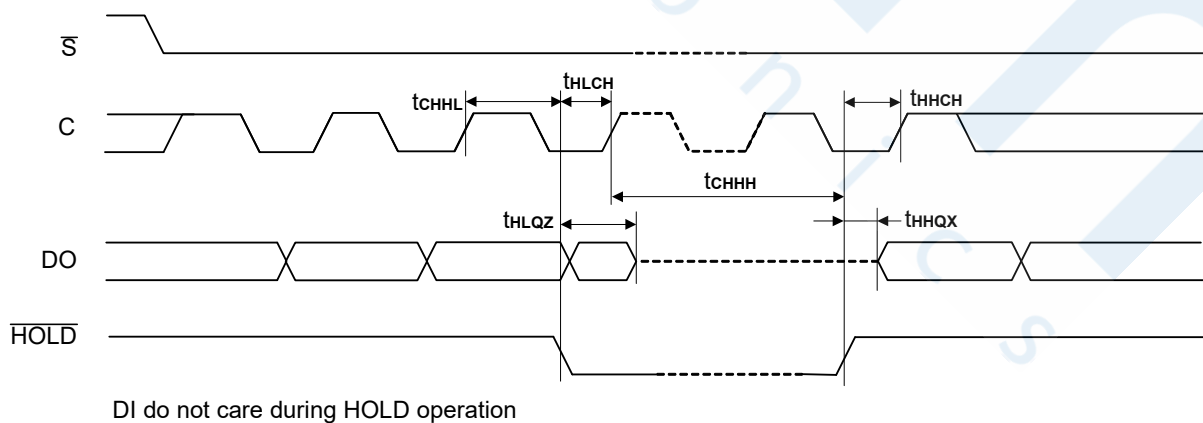 S
tHLCH
tCHHL
tHHCH
C
tCHHH
tHLQZ
tHHQX
DO
HOLD
DI do not care during HOLD operation
n
i
c
s